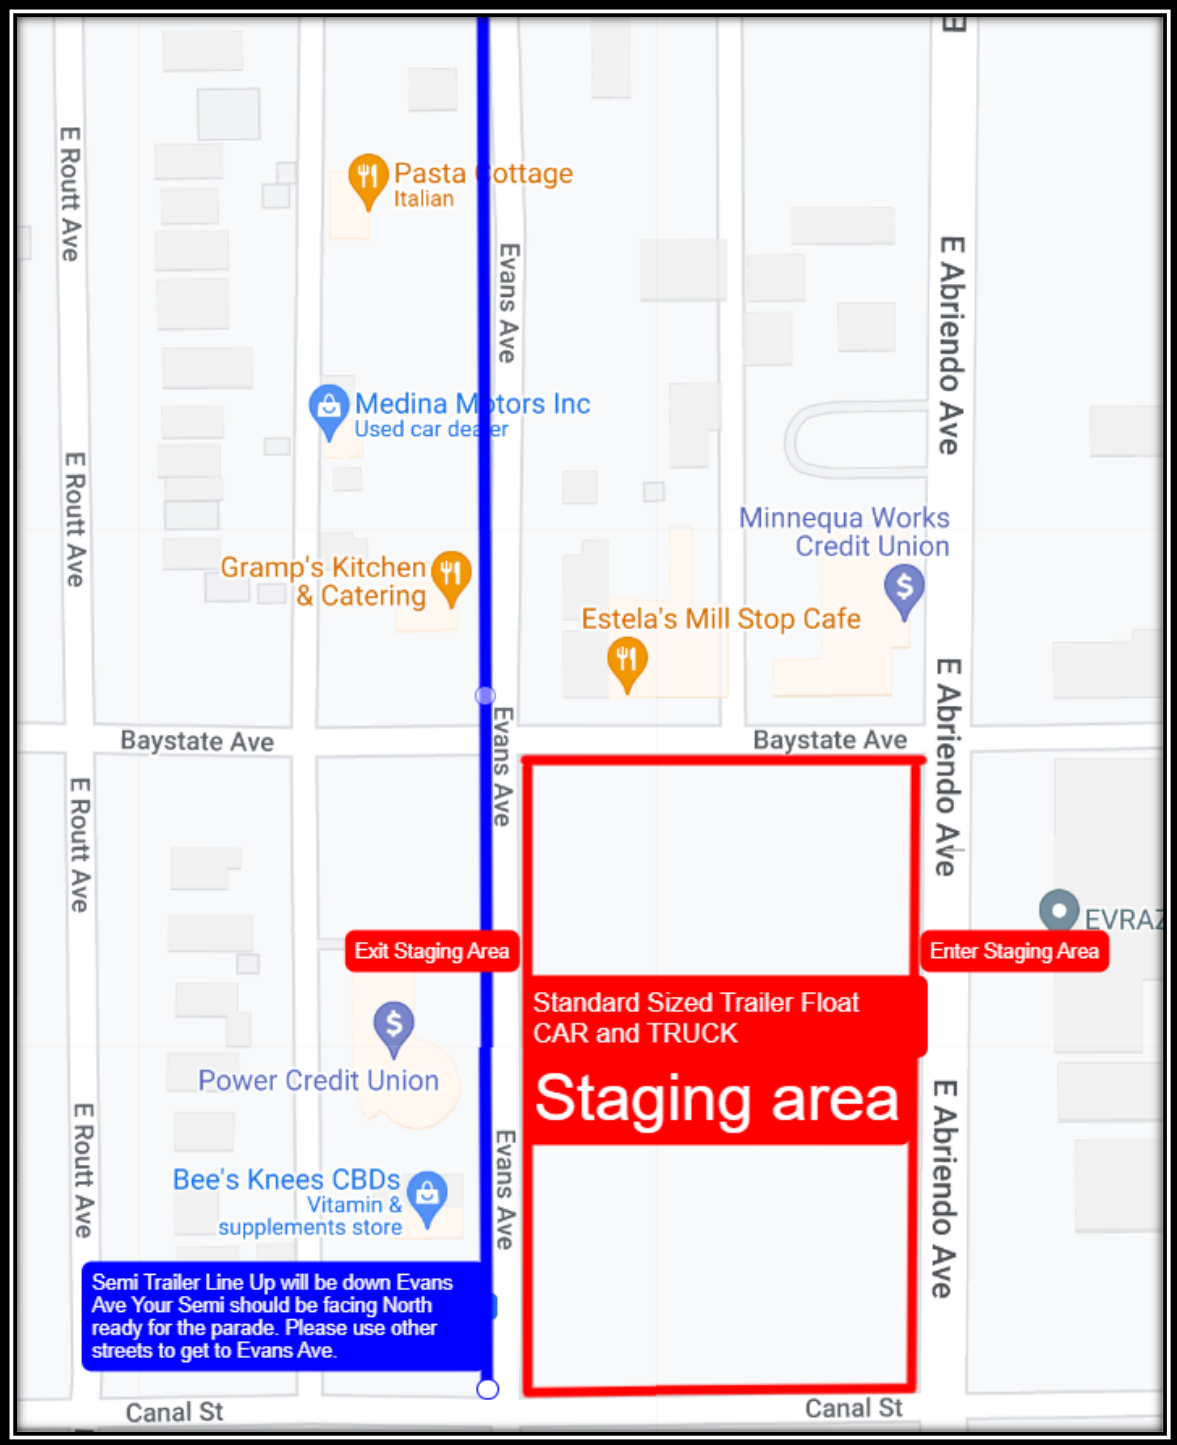 E Routt Ave
Pasta Cottage
Italian
Evans Ave
E Abriendo Ave
Medina Motors Inc
Used car dealer
E Routt Ave
Minnequa Works
Credit Union
Gramp's Kitchen
& Catering
Estela's Mill Stop Cafe
E Abriendo Ave
Evans Ave
Baystate Ave
Baystate Ave
E Routt Ave
EVRAZ
Exit Staging Area
Enter Staging Area
Standard Sized Trailer Float
CAR and TRUCK
Staging area
Power Credit Union
E Abriendo Ave
E Routt Ave
Evans Ave
Bee's Knees CBDs
Vitamin &
supplements store
Semi Trailer Line Up will be down Evans
Ave Your Semi should be facing North
ready for the parade. Please use other
streets to get to Evans Ave.
Canal St
Canal St